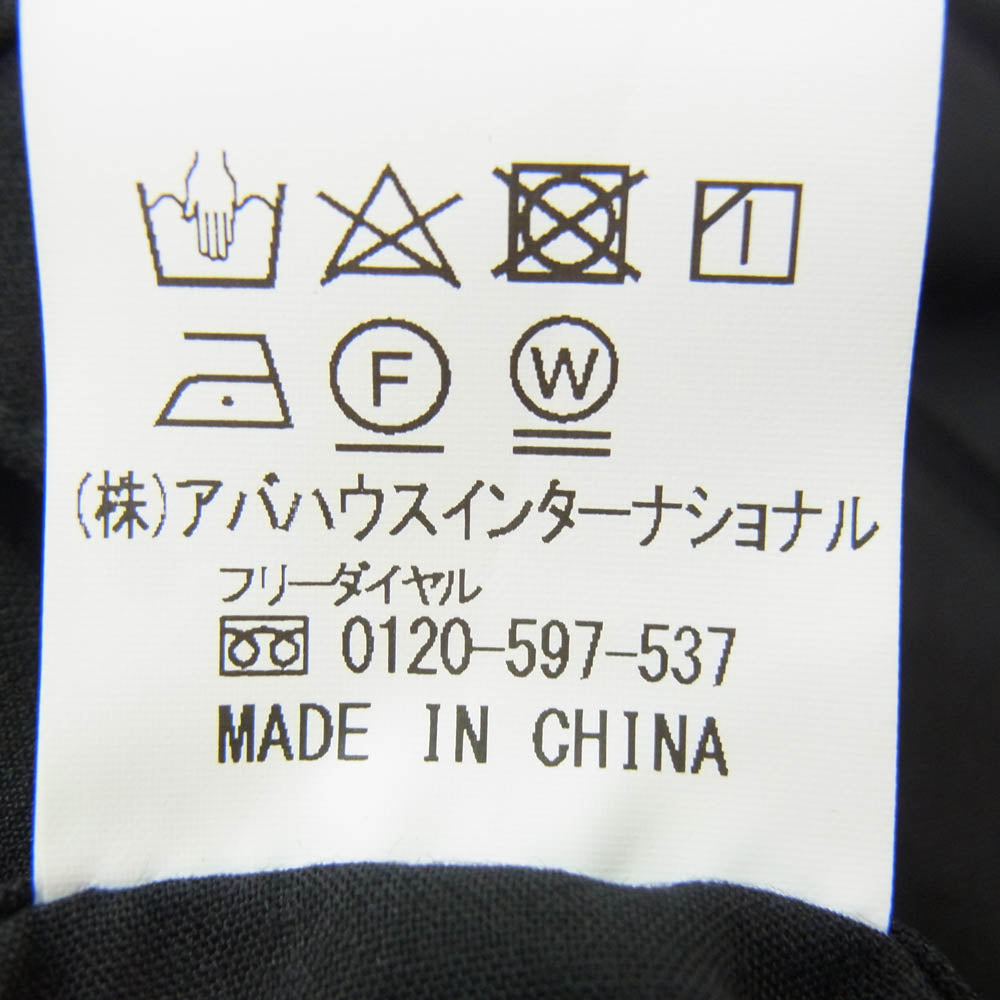 F W
(株)アバハウスインターナショナル
フリーダイヤル
0120-597-537
MADE IN CHINA